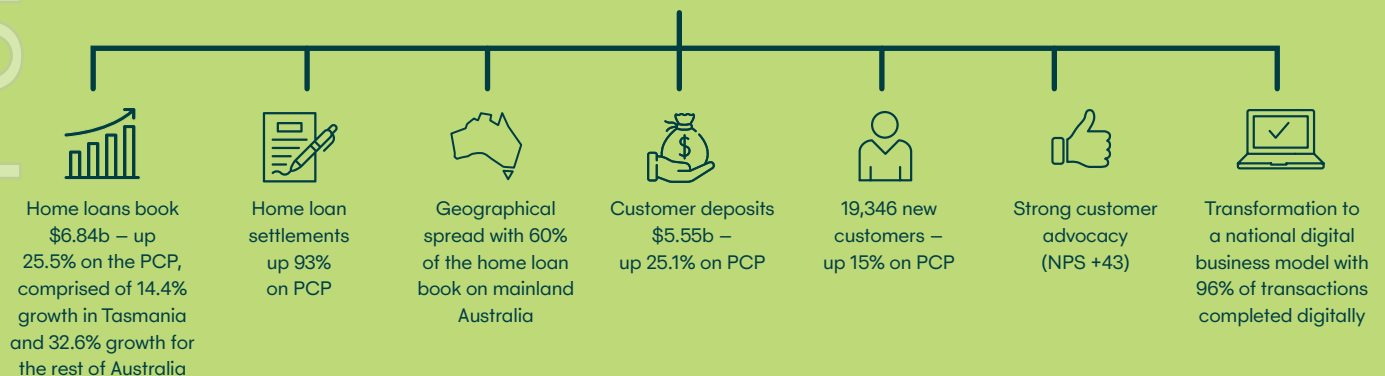 Home loans book
$6.84b – up
25.5% on the PCP,
comprised of 14.4%
growth in Tasmania
and 32.6% growth for
the rest of Australia
Home loan
settlements
up 93%
on PCP
Geographical
spread with 60%
of the home loan
book on mainland
Australia
$
Customer deposits
$5.55b –
up 25.1% on PCP
19,346 new
customers –
up 15% on PCP
Strong customer
advocacy
(NPS +43)
Transformation to
a national digital
business model with
96% of transactions
completed digitally